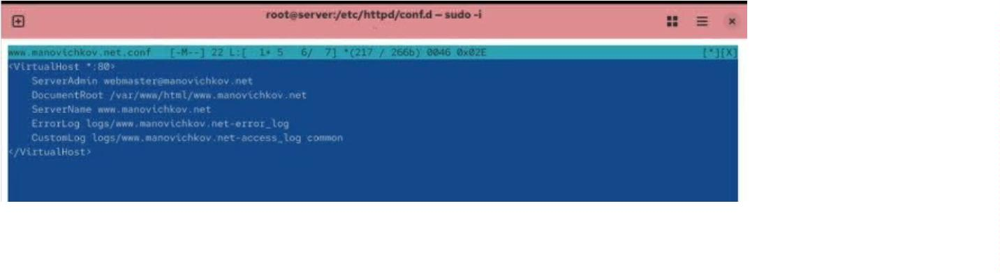 root@server:/etc/httpd/conf.d — sudo -i
www.manovichkov.net.conf [-M--] 22 L:[ 1+ 5 6/ 7] *(217 / 266b) 0046 0x02E [*][X]
<VirtualHost *:80>
ServerAdmin webmaster@manovichkov.net
DocumentRoot /var/www/html/www.manovichkov.net
ServerName www.manovichkov.net
ErrorLog logs/www.manovichkov.net-error_log
CustomLog logs/www.manovichkov.net-access_log common
</VirtualHost>